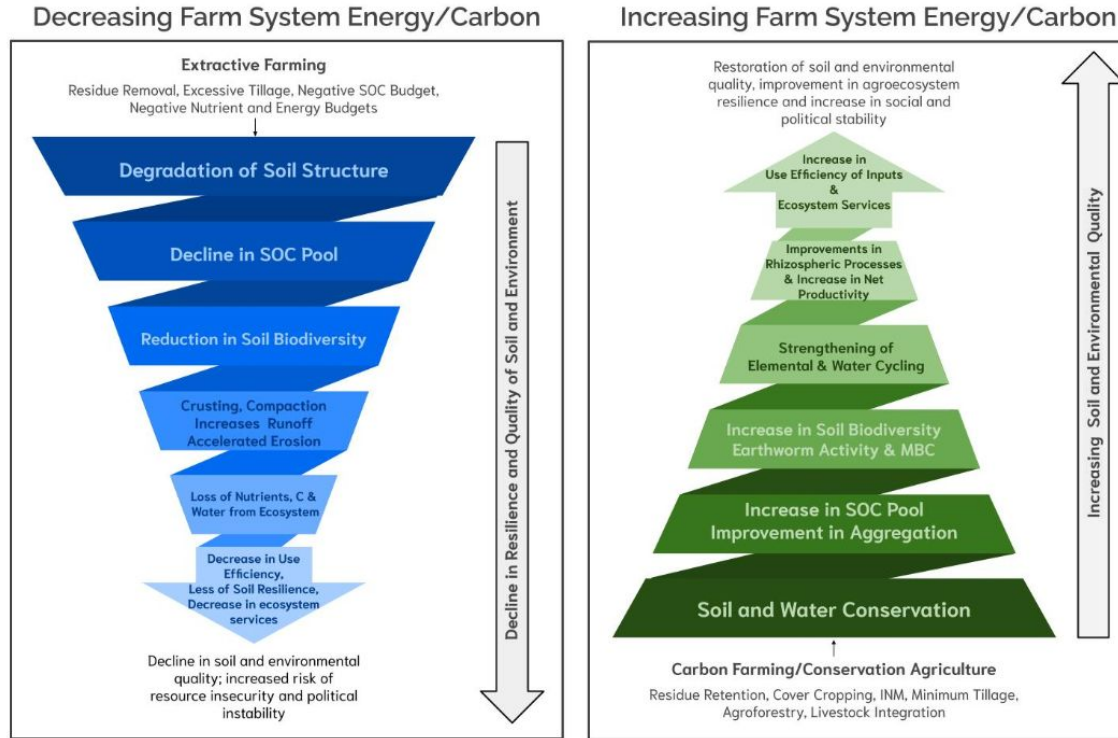 Decreasing Farm System Energy/Carbon
Extractive Farming
Residue Removal, Excessive Tillage, Negative SOC Budget,
Negative Nutrient and Energy Budgets
Degradation of Soil Structure
Decline in SOC Pool
Reduction in Soil Biodiversity
Crusting, Compaction
Increases Runoff
Accelerated Erosion
Loss of Nutrients, C &
Water from Ecosystem
Decrease in Use
Efficiency,
Less of Soil Resilience,
Decrease in ecosystem
services
Decline in soil and environmental
quality; increased risk of
resource insecurity and political
instability
Decline in Resilience and Quality of Soil and Environment
Increasing Farm System Energy/Carbon
Restoration of soil and environmental
quality, improvement in agroecosystem
resilience and increase in social and
political stability
Increase in
Use Efficiency of Inputs
&
Ecosystem Services
Improvements in
Rhizospheric Processes
& Increase in Net
Productivity
Strengthening of
Elemental & Water Cycling
Increase in Soil Biodiversity
Earthworm Activity & MBC
Increase in SOC Pool
Improvement in Aggregation
Soil and Water Conservation
Carbon Farming/Conservation Agriculture
Residue Retention, Cover Cropping, INM, Minimum Tillage,
Agroforestry, Livestock Integration
Increasing Soil and Environmental Quality